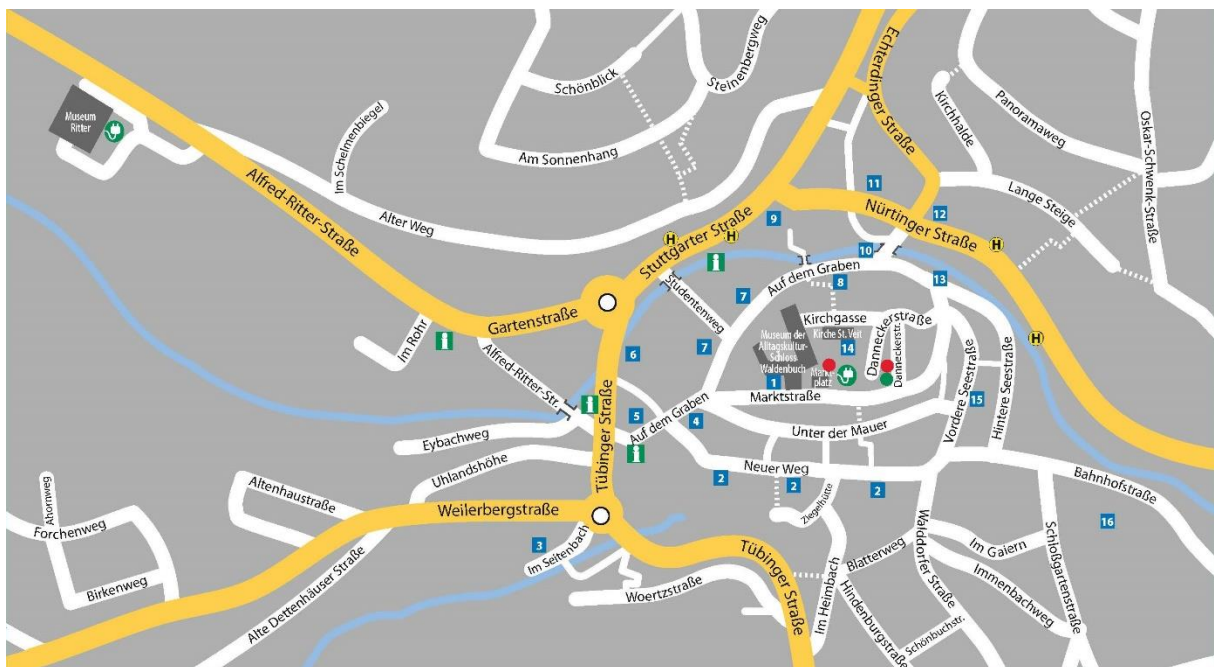 Museum
Ritter
Alfred-Ritter-Straße
Im Schelmenbiegel
Alter Weg
Schönblick
Steinenbergweg
Am Sonnenhang
Echterdinger Straße
Kirchhalde
Panoramaweg
Oskar-Schwenk-Straße
Lange Steige
11
12
9
Nürtinger Straße
Stuttgarter Straße
H
H
H
H
10
Auf dem Graben
13
8
7
Studentenweg
Gartenstraße
Kirchgasse
Danneckerstraße
Museum der
Alltagskultur-
Schloss
Waldenbuch
Kirche St. Veit
14
Danneckerstr.
Markt-
platz
1
Marktstraße
7
6
i
i
i
i
Im Rohr
Alfred-Ritter-Str.
5
Auf dem Graben
4
Unter der Mauer
Vordere Seestraße
15
Hintere Seestraße
Eybachweg
Uhlandshöhe
Tübinger Straße
Neuer Weg
2
2
2
Bahnhofstraße
Ziegelhütte
Ahornweg
Altenhaustraße
Forchenweg
Birkenweg
Weilerbergstraße
Alte Dettenhäuser Straße
3
Im Seitenbach
Tübinger Straße
Woertzstraße
Im Heimbach
Blatterweg
Hindenburgstraße
Walddorfer Straße
Schönbuchstr.
Im Gaiern
Immenbachweg
Schloßgartenstraße
16